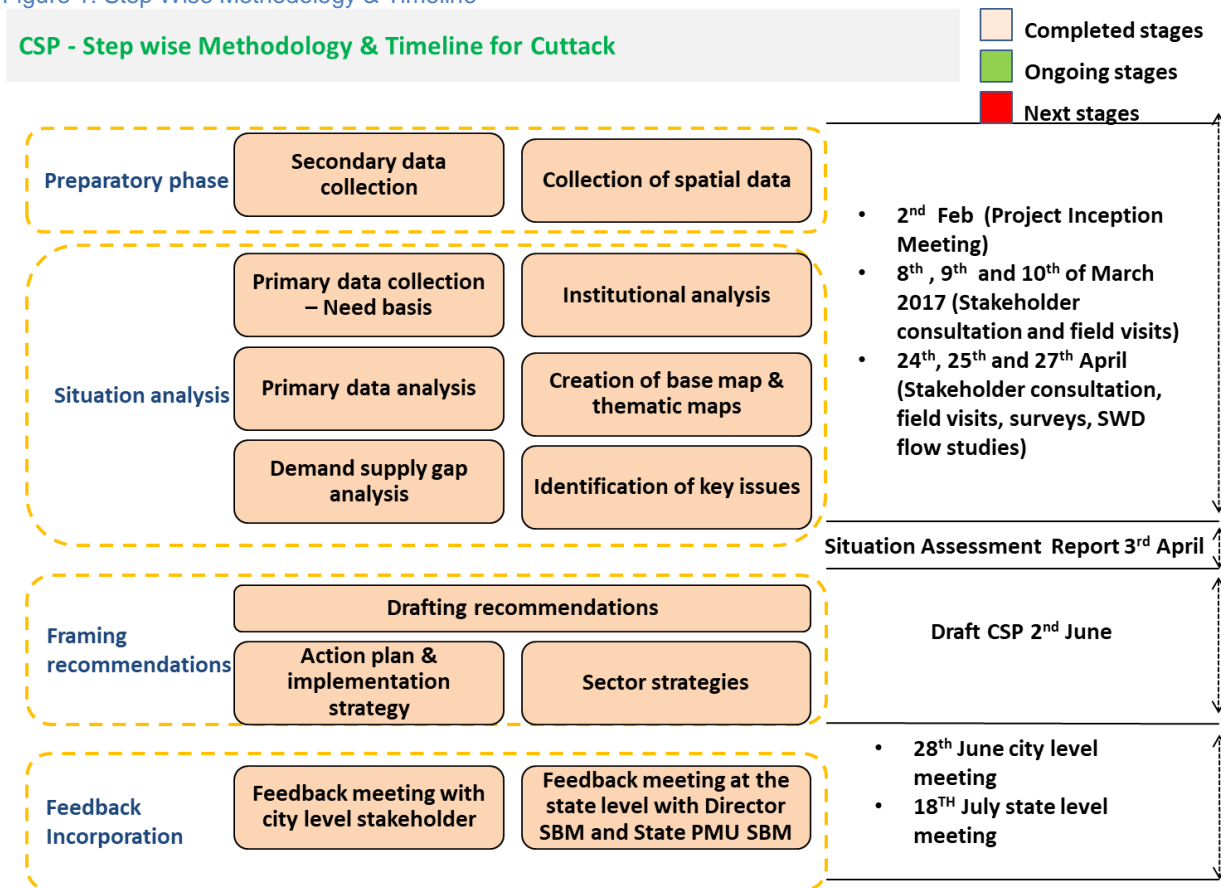 Figure 1: Step Wise Methodology & Timeline
CSP - Step wise Methodology & Timeline for Cuttack
Completed stages
Ongoing stages
Next stages
Preparatory phase
Secondary data
collection
Collection of spatial data
Situation analysis
Primary data collection
– Need basis
Institutional analysis
Primary data analysis
Creation of base map &
thematic maps
Demand supply gap
analysis
Identification of key issues
• 2nd Feb (Project Inception
Meeting)
• 8th , 9th and 10th of March
2017 (Stakeholder
consultation and field visits)
• 24th, 25th and 27th April
(Stakeholder consultation,
field visits, surveys, SWD
flow studies)
Situation Assessment Report 3rd April
Framing
recommendations
Drafting recommendations
Action plan &
implementation
strategy
Sector strategies
Draft CSP 2nd June
Feedback
Incorporation
Feedback meeting with
city level stakeholder
Feedback meeting at the
state level with Director
SBM and State PMU SBM
• 28th June city level
meeting
• 18TH July state level
meeting